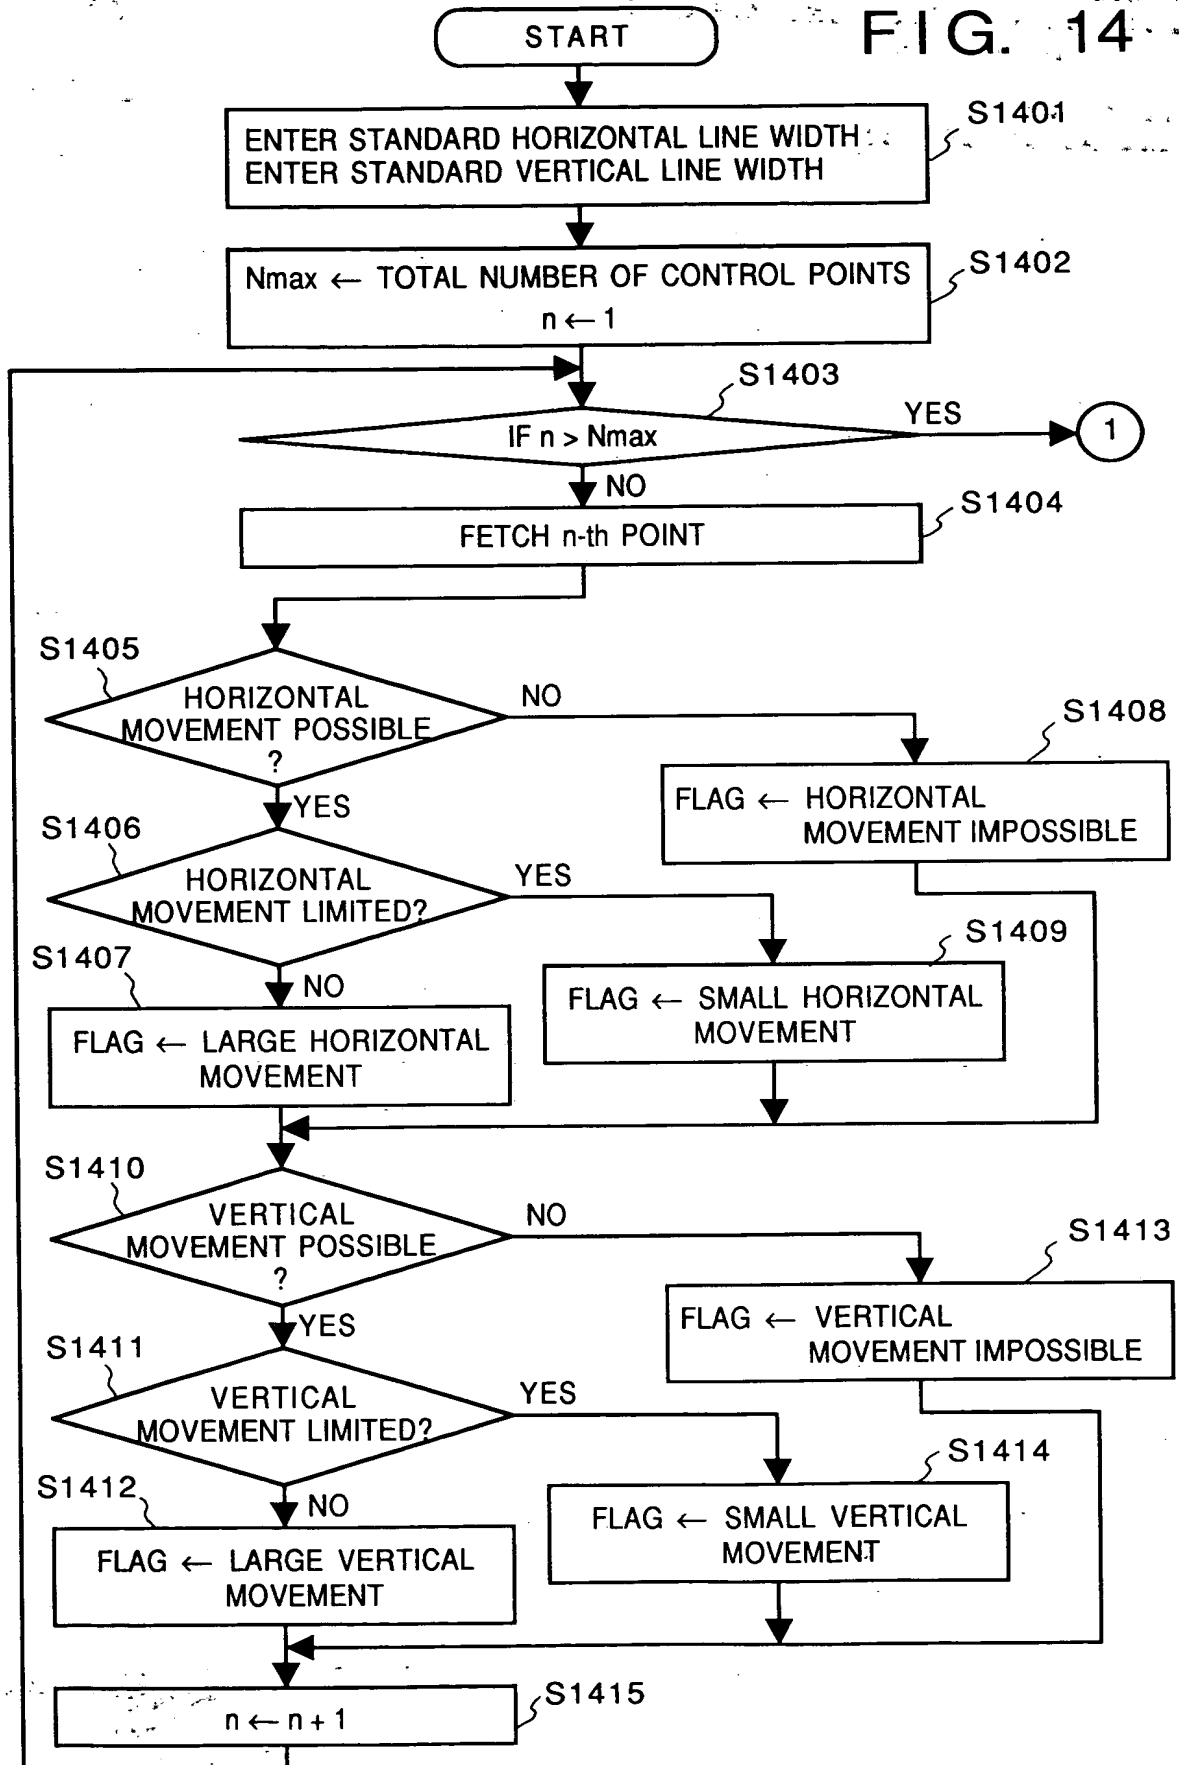 START
FIG. 14
S1401
ENTER STANDARD HORIZONTAL LINE WIDTH
ENTER STANDARD VERTICAL LINE WIDTH
S1402
Nmax ← TOTAL NUMBER OF CONTROL POINTS
n ← 1
S1403
IF n > Nmax
YES
1
NO
S1404
FETCH n-th POINT
S1405
HORIZONTAL
MOVEMENT POSSIBLE
?
NO
S1408
FLAG ← HORIZONTAL
MOVEMENT IMPOSSIBLE
YES
S1406
HORIZONTAL
MOVEMENT LIMITED?
YES
S1409
FLAG ← SMALL HORIZONTAL
MOVEMENT
S1407
NO
FLAG ← LARGE HORIZONTAL
MOVEMENT
S1410
VERTICAL
MOVEMENT POSSIBLE
?
NO
S1413
FLAG ← VERTICAL
MOVEMENT IMPOSSIBLE
YES
S1411
VERTICAL
MOVEMENT LIMITED?
YES
S1414
FLAG ← SMALL VERTICAL
MOVEMENT
S1412
NO
FLAG ← LARGE VERTICAL
MOVEMENT
S1415
n ← n + 1